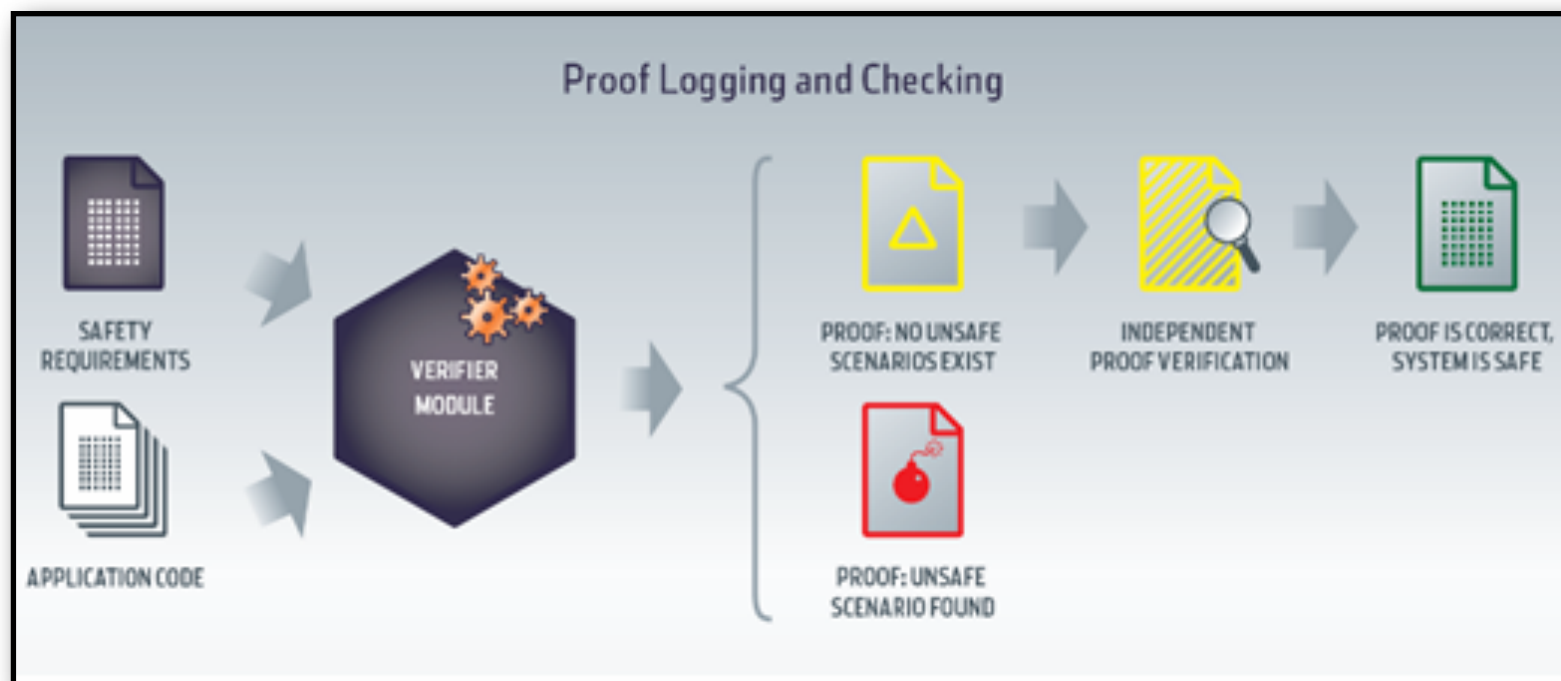 Proof Logging and Checking
SAFETY
REQUIREMENTS
APPLICATION CODE
VERIFIER
MODULE
PROOF: NO UNSAFE
SCENARIOS EXIST
INDEPENDENT
PROOF VERIFICATION
PROOF IS CORRECT,
SYSTEM IS SAFE
PROOF: UNSAFE
SCENARIO FOUND